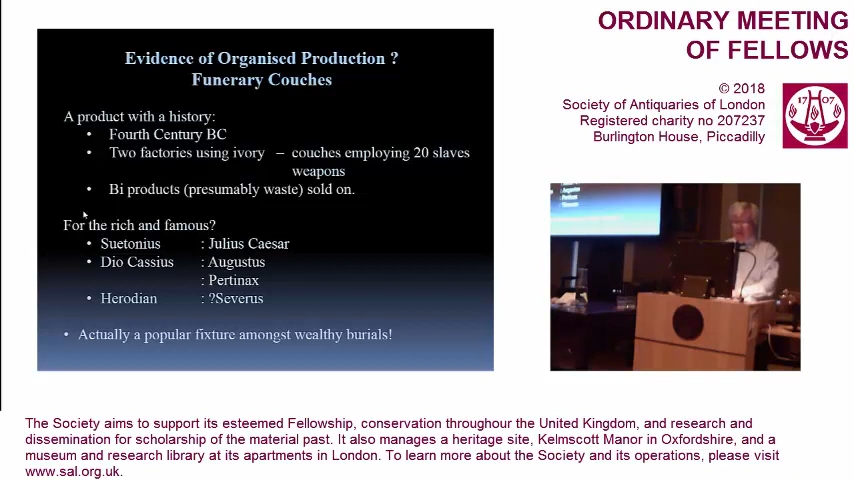 ORDINARY MEETING
OF FELLOWS
© 2018
Society of Antiquaries of London
Registered charity no 207237
Burlington House, Piccadilly
17 07
Evidence of Organised Production ?
Funerary Couches
A product with a history:
• Fourth Century BC
• Two factories using ivory – couches employing 20 slaves
weapons
• Bi products (presumably waste) sold on.
For the rich and famous?
• Suetonius : Julius Caesar
• Dio Cassius : Augustus
: Pertinax
• Herodian : ?Severus
• Actually a popular fixture amongst wealthy burials!
The Society aims to support its esteemed Fellowship, conservation throughour the United Kingdom, and research and
dissemination for scholarship of the material past. It also manages a heritage site, Kelmscott Manor in Oxfordshire, and a
museum and research library at its apartments in London. To learn more about the Society and its operations, please visit
www.sal.org.uk.